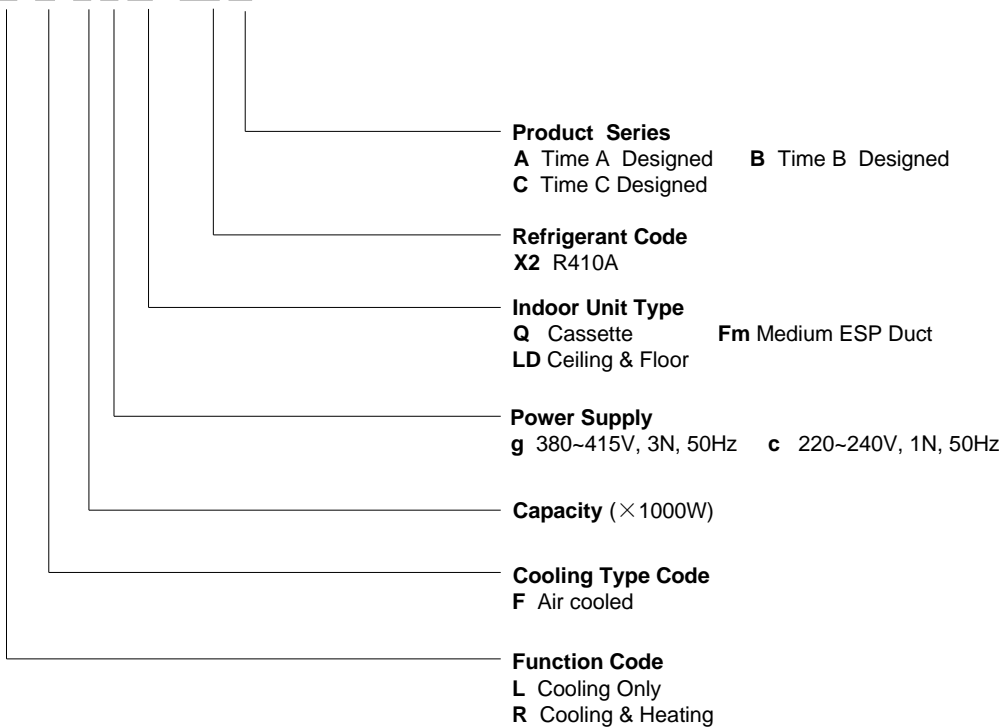 Product Series
A Time A Designed B Time B Designed
C Time C Designed
Refrigerant Code
X2 R410A
Indoor Unit Type
Q Cassette Fm Medium ESP Duct
LD Ceiling & Floor
Power Supply
g 380~415V, 3N, 50Hz c 220~240V, 1N, 50Hz
Capacity (×1000W)
Cooling Type Code
F Air cooled
Function Code
L Cooling Only
R Cooling & Heating